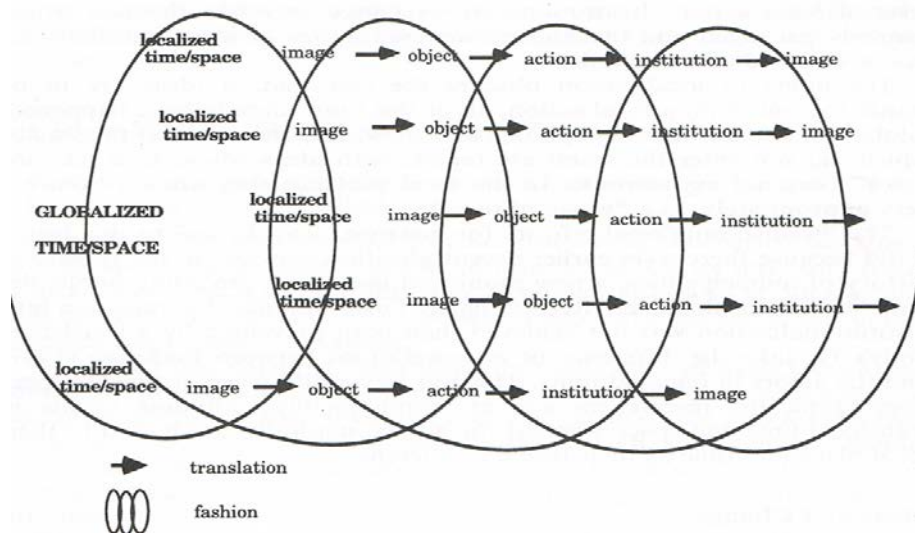 localized
time/space image object action institution image
localized
time/space image object action institution image
localized
GLOBALIZED time/space image object action institution
TIME/SPACE
localized
time/space image object action institution
localized
time/space image object action institution image
translation
fashion